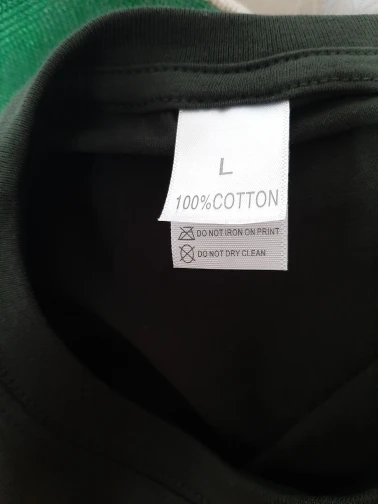 L
100%COTTON
DO NOT IRON ON PRINT
DO NOT DRY CLEAN